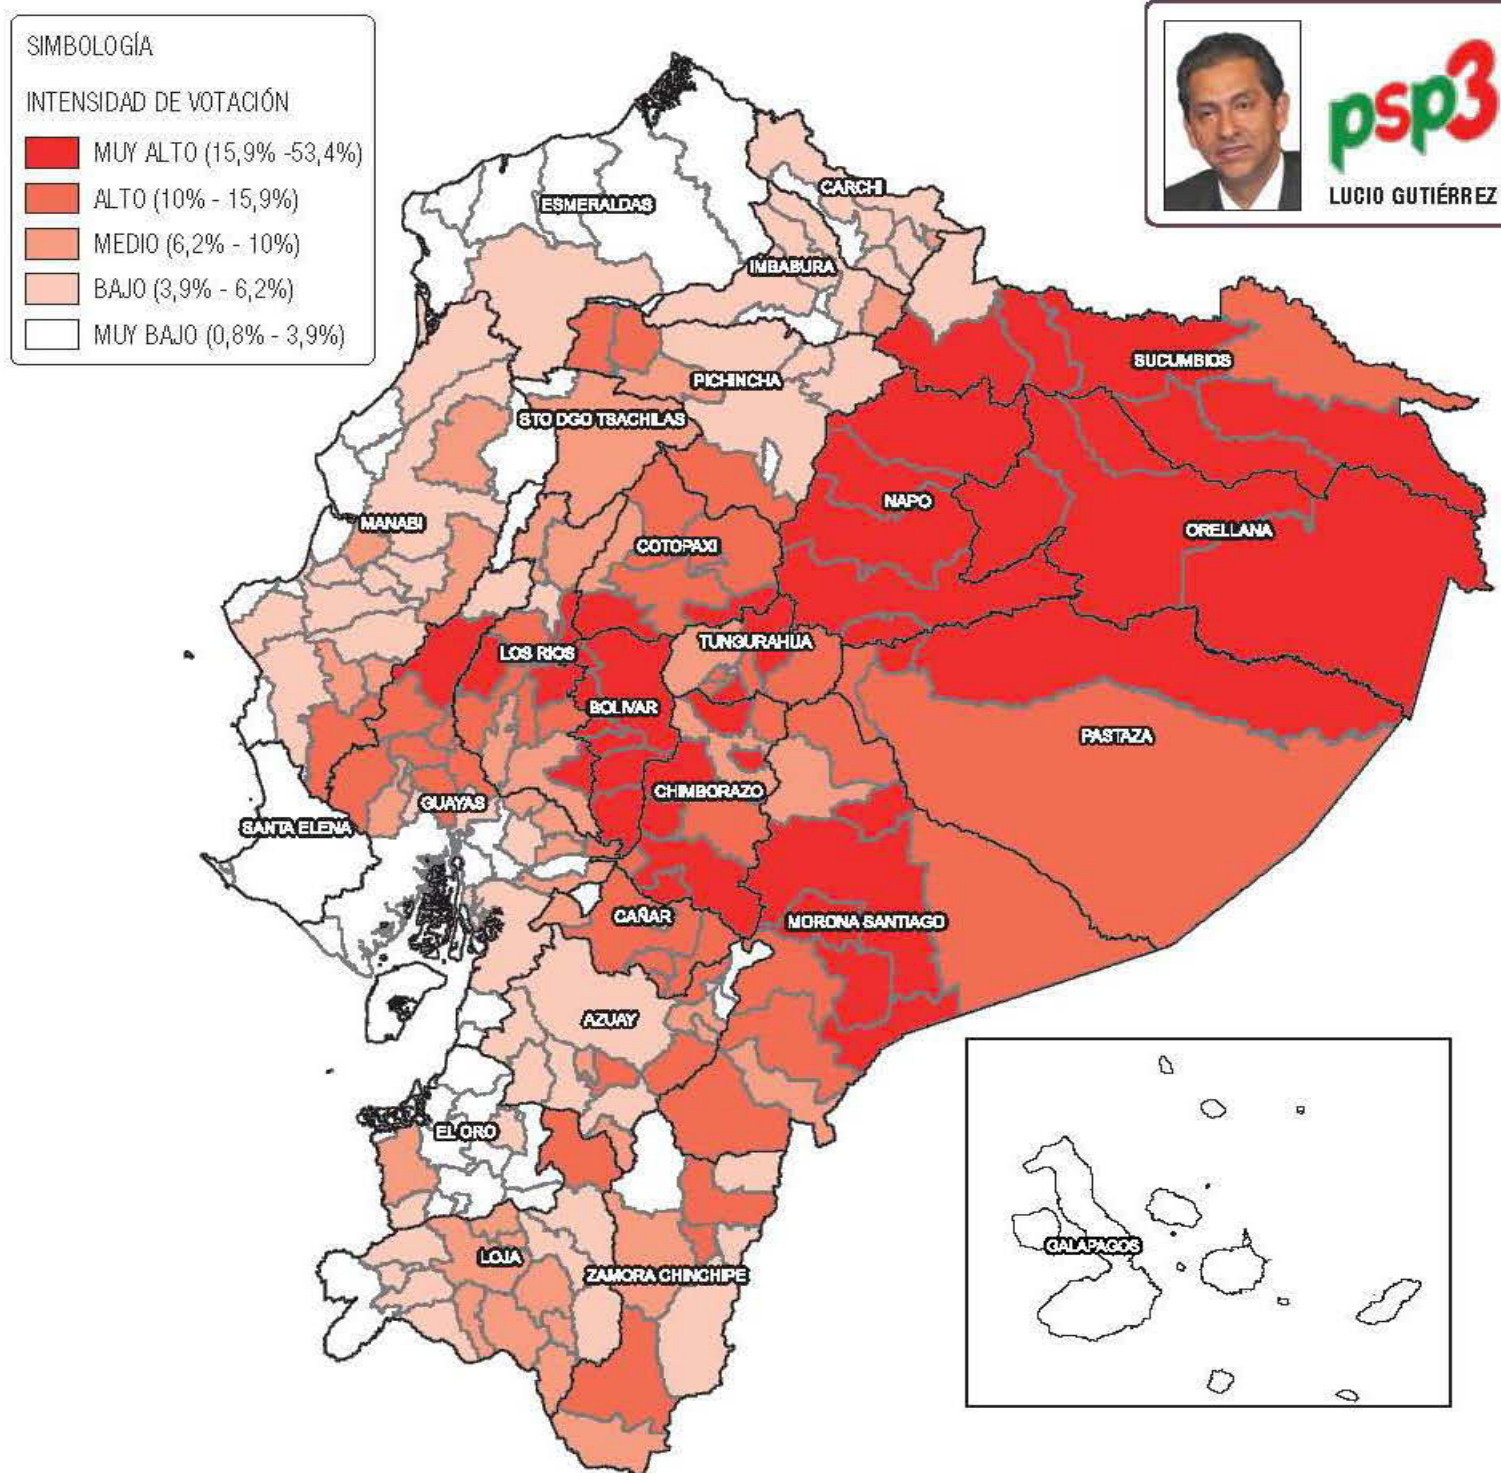 SIMBOLOGÍA
INTENSIDAD DE VOTACIÓN
MUY ALTO (15,9% -53,4%)
ALTO (10% - 15,9%)
MEDIO (6,2% - 10%)
BAJO (3,9% - 6,2%)
MUY BAJO (0,8% - 3,9%)
psp3
LUCIO GUTIÉRREZ
CARCHI
ESMERALDAS
IMBABURA
SUCUMBIOS
PICHINCHA
STO DGO TSACHILAS
NAPO
MANABI
ORELLANA
COTOPAXI
TUNGURAHUA
LOS RIOS
BOLIVAR
PASTAZA
CHIMBORAZO
GUAYAS
SANTA ELENA
CAÑAR
MORONA SANTIAGO
AZUAY
EL ORO
GALAPAGOS
LOJA
ZAMORA CHINCHIPE